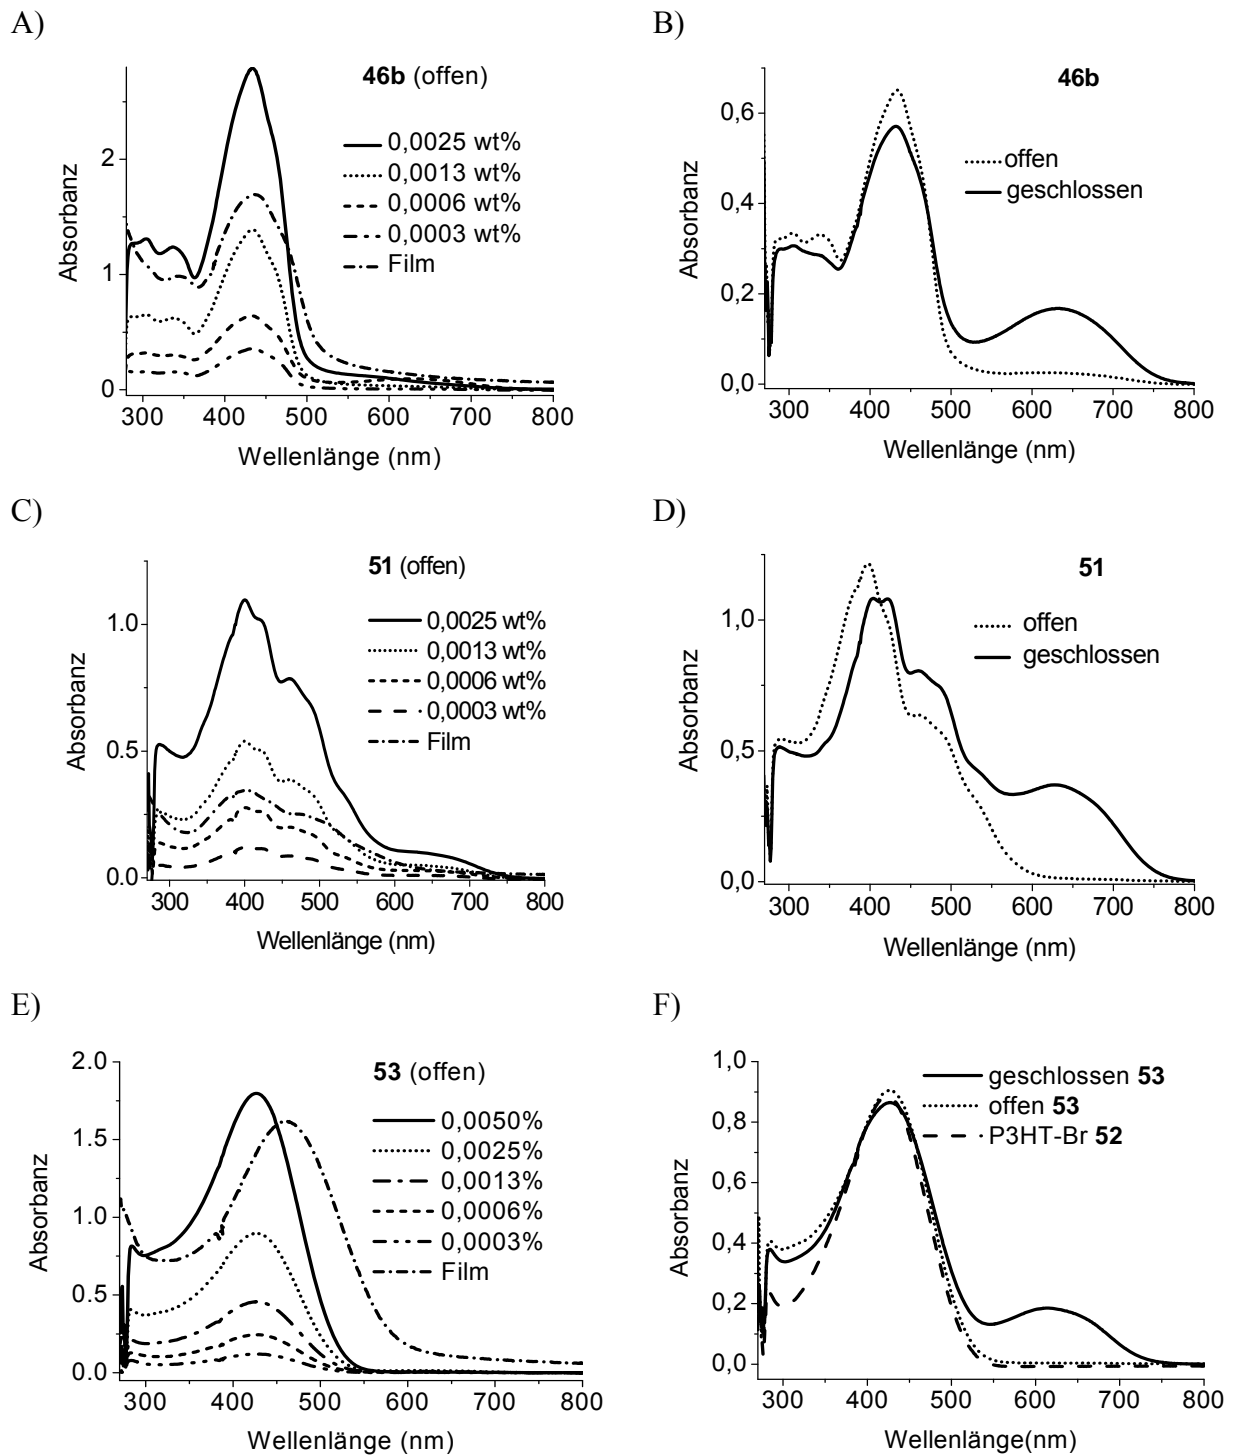 A)
46b (offen)
0,0025 wt%
0,0013 wt%
0,0006 wt%
0,0003 wt%
Film
Absorbanz
2
1
0
300 400 500 600 700 800
Wellenlänge (nm)
B)
46b
offen
geschlossen
Absorbanz
0,6
0,4
0,2
0,0
300 400 500 600 700 800
Wellenlänge (nm)
C)
51 (offen)
0,0025 wt%
0,0013 wt%
0,0006 wt%
0,0003 wt%
Film
Absorbanz
1.0
0.5
0.0
300 400 500 600 700 800
Wellenlänge (nm)
D)
51
offen
geschlossen
Absorbanz
1,0
0,5
0,0
300 400 500 600 700 800
Wellenlänge (nm)
E)
53 (offen)
0,0050%
0,0025%
0,0013%
0,0006%
0,0003%
Film
Absorbanz
2.0
1.5
1.0
0.5
0.0
300 400 500 600 700 800
Wellenlänge (nm)
F)
geschlossen 53
offen 53
P3HT-Br 52
Absorbanz
1,0
0,8
0,6
0,4
0,2
0,0
300 400 500 600 700 800
Wellenlänge(nm)